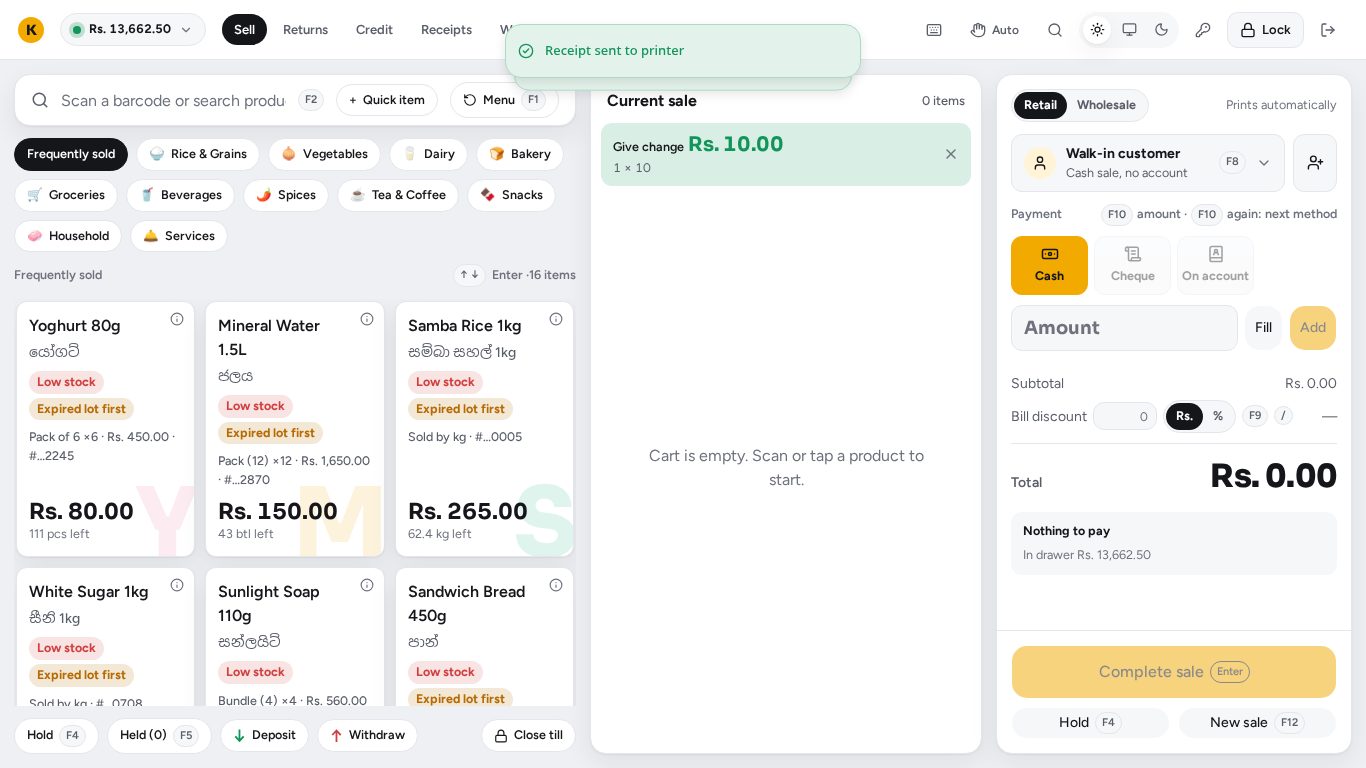 K
Rs. 13,662.50
Sell
Returns
Credit
Receipts
Auto
Lock
Receipt sent to printer
Scan a barcode or search produ
F2
+ Quick item
Menu F1
Frequently sold
Rice & Grains
Vegetables
Dairy
Bakery
Groceries
Beverages
Spices
Tea & Coffee
Snacks
Household
Services
Frequently sold
↑ ↓ Enter ·16 items
Yoghurt 80g
යෝගට්
Low stock
Expired lot first
Pack of 6 ×6 · Rs. 450.00 ·
#…2245
Rs. 80.00
111 pcs left
Y
Mineral Water
1.5L
ජලය
Low stock
Expired lot first
Pack (12) ×12 · Rs. 1,650.00
· #…2870
Rs. 150.00
43 btl left
M
Samba Rice 1kg
සම්බා සහල් 1kg
Low stock
Expired lot first
Sold by kg · #…0005
Rs. 265.00
62.4 kg left
S
White Sugar 1kg
සීනි 1kg
Low stock
Expired lot first
Sold by kg · #…0708
Sunlight Soap
110g
සන්ලයිට්
Low stock
Bundle (4) ×4 · Rs. 560.00
Sandwich Bread
450g
පාන්
Low stock
Expired lot first
Hold F4
Held (0) F5
Deposit
Withdraw
Close till
Current sale
0 items
Give change Rs. 10.00
1 × 10
Cart is empty. Scan or tap a product to
start.
Retail
Wholesale
Prints automatically
Walk-in customer
Cash sale, no account
F8
Payment
F10 amount · F10 again: next method
Cash
Cheque
On account
Amount
Fill
Add
Subtotal
Rs. 0.00
Bill discount
0
Rs.
%
F9
/
—
Total
Rs. 0.00
Nothing to pay
In drawer Rs. 13,662.50
Complete sale Enter
Hold F4
New sale F12